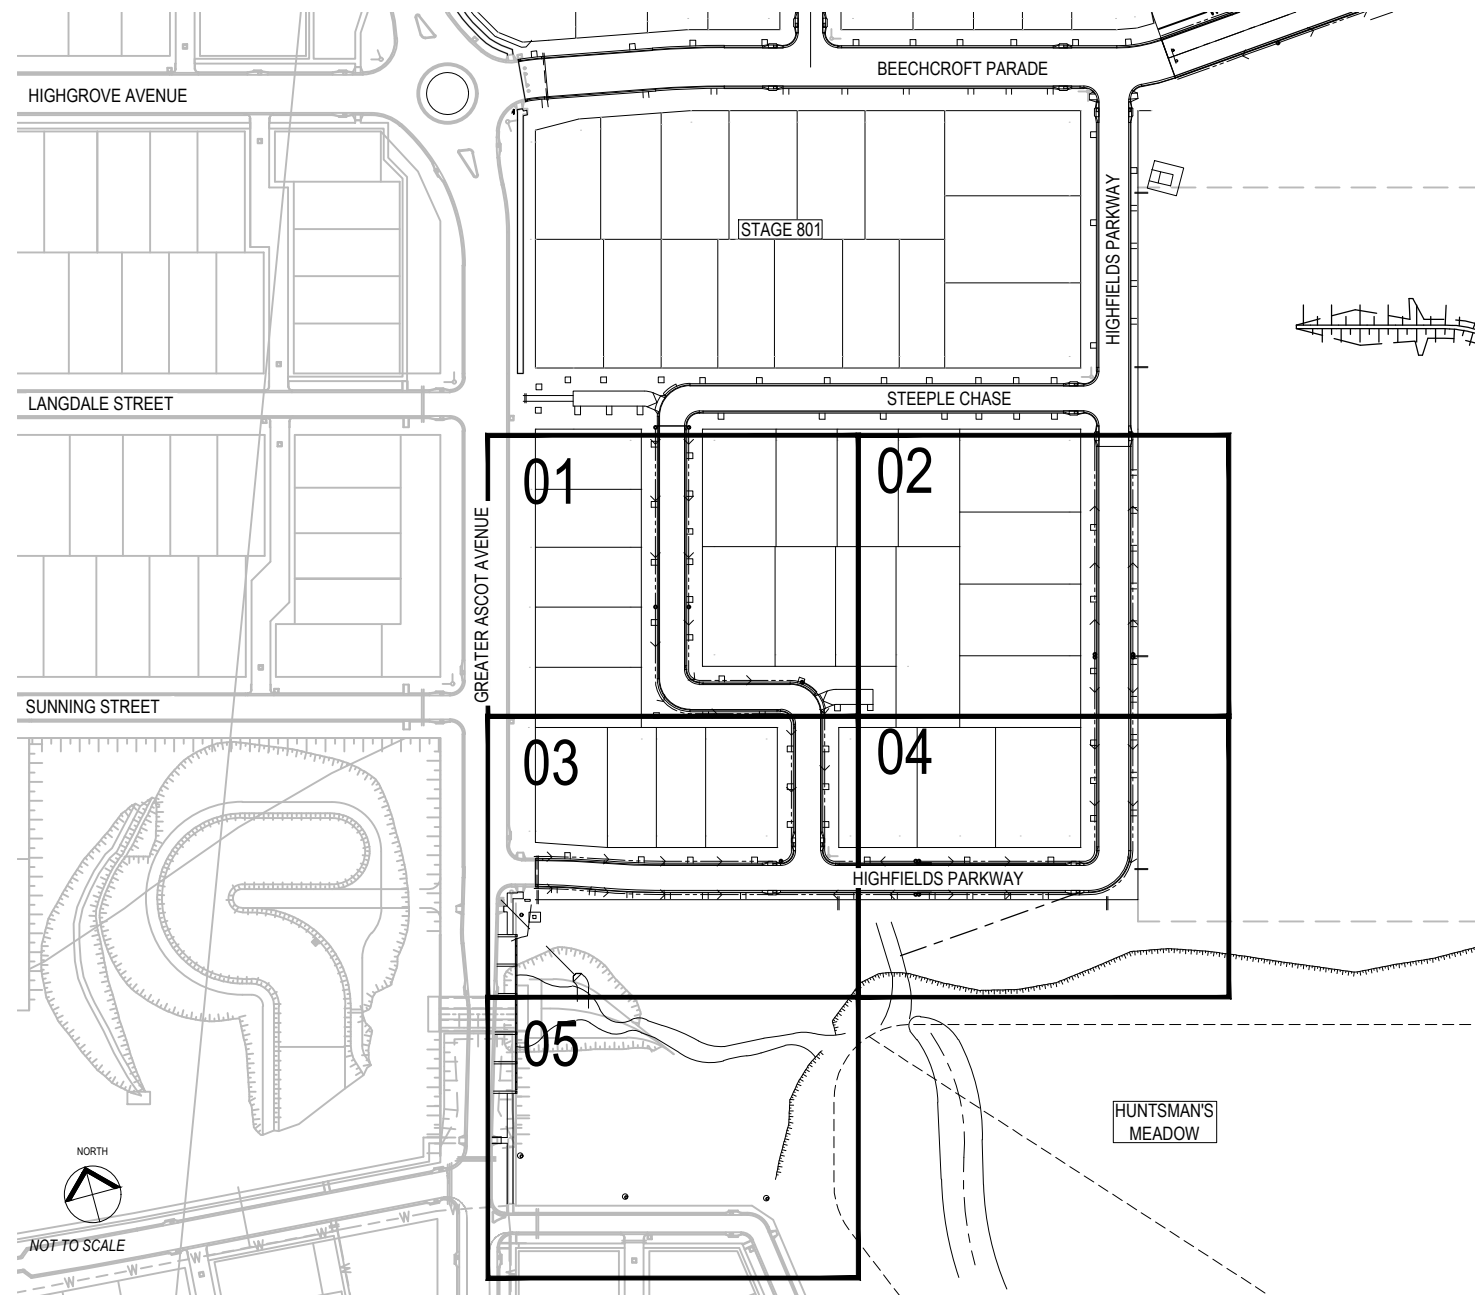 BEECHCROFT PARADE
HIGHGROVE AVENUE
HIGHFIELDS PARKWAY
STAGE 801
STEEPLE CHASE
LANGDALE STREET
01
02
GREATER ASCOT AVENUE
SUNNING STREET
03
04
HIGHFIELDS PARKWAY
05
HUNTSMAN'S
MEADOW
NORTH
NOT TO SCALE
W
W
W
W
W
W
W